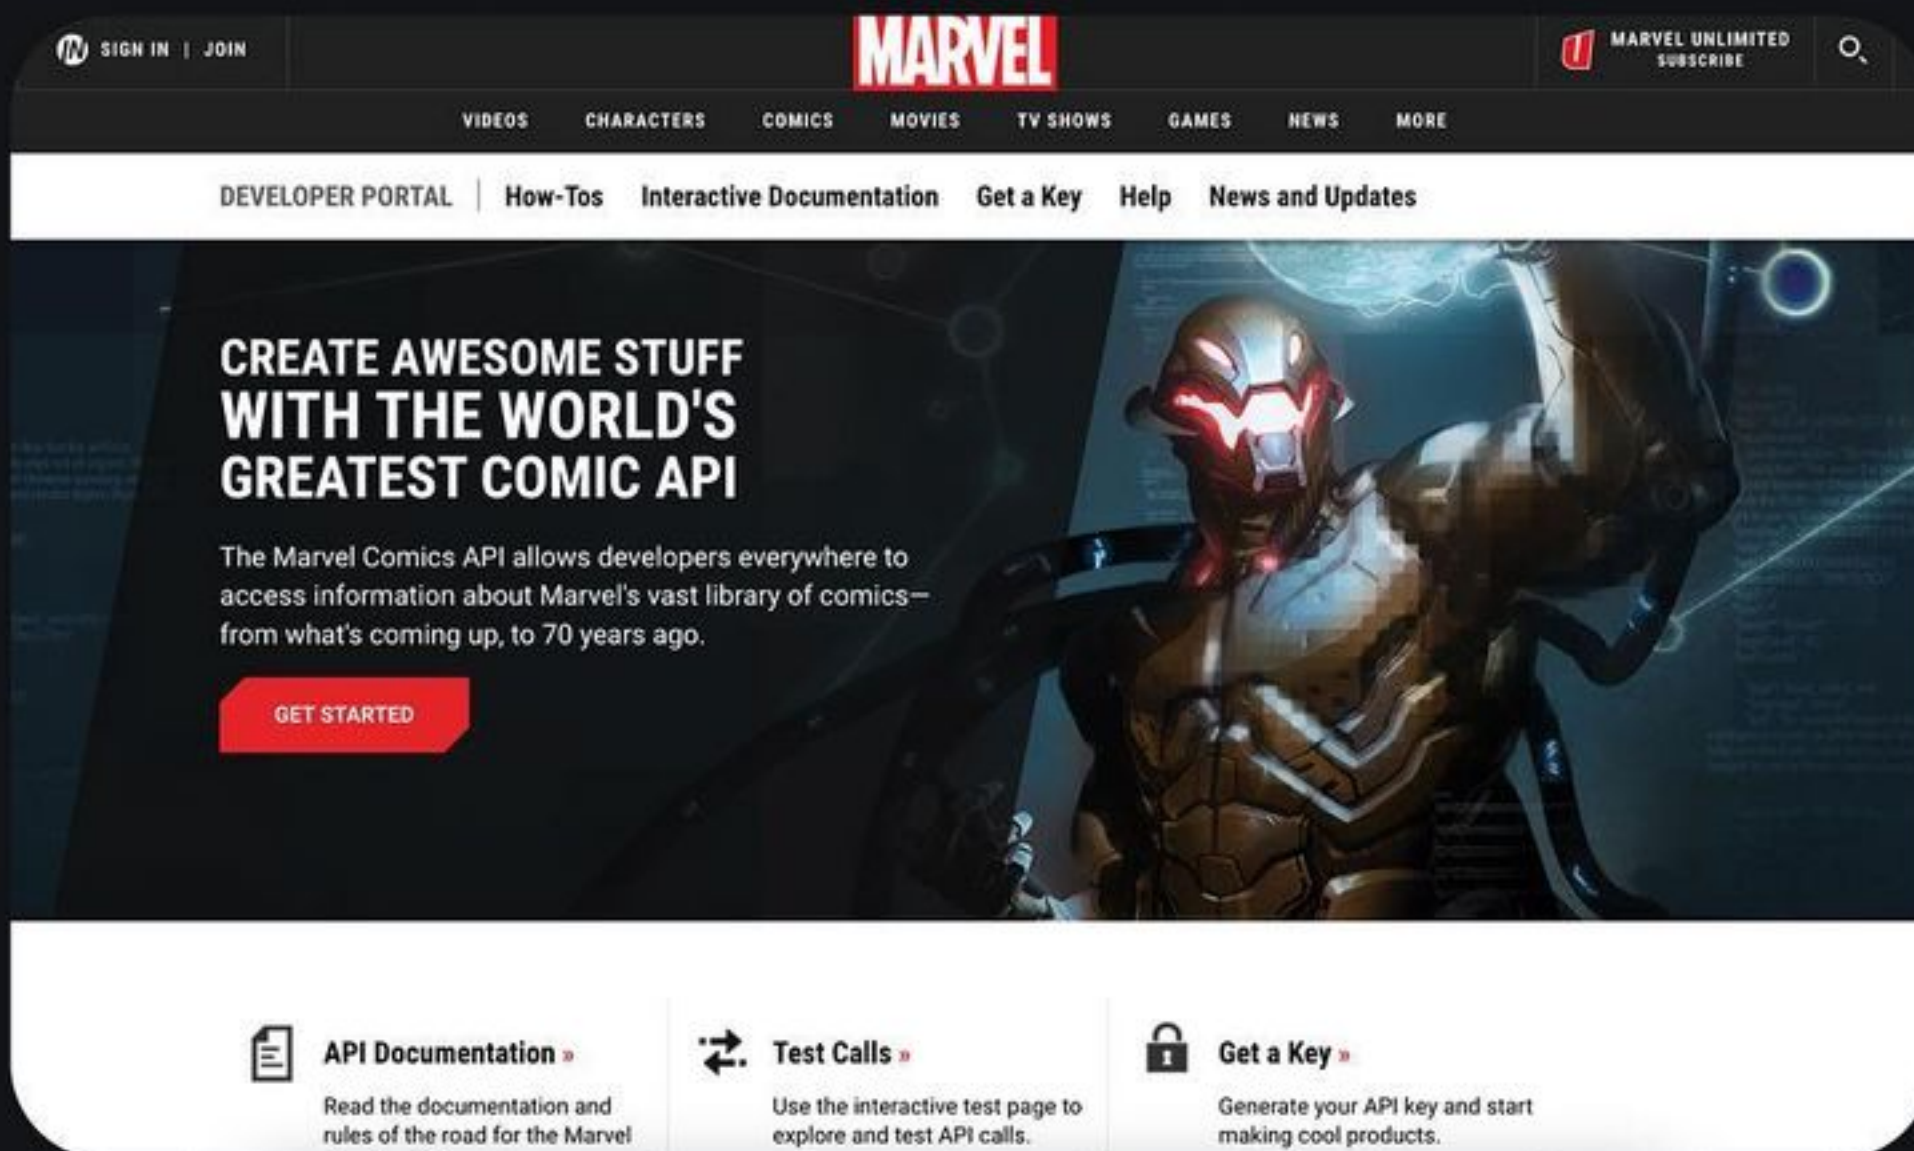 SIGN IN | JOIN
MARVEL
MARVEL UNLIMITED
SUBSCRIBE
VIDEOS CHARACTERS COMICS MOVIES TV SHOWS GAMES NEWS MORE
DEVELOPER PORTAL | How-Tos Interactive Documentation Get a Key Help News and Updates
CREATE AWESOME STUFF
WITH THE WORLD'S
GREATEST COMIC API
The Marvel Comics API allows developers everywhere to
access information about Marvel's vast library of comics—
from what's coming up, to 70 years ago.
GET STARTED
API Documentation »
Read the documentation and
rules of the road for the Marvel
Test Calls »
Use the interactive test page to
explore and test API calls.
Get a Key »
Generate your API key and start
making cool products.